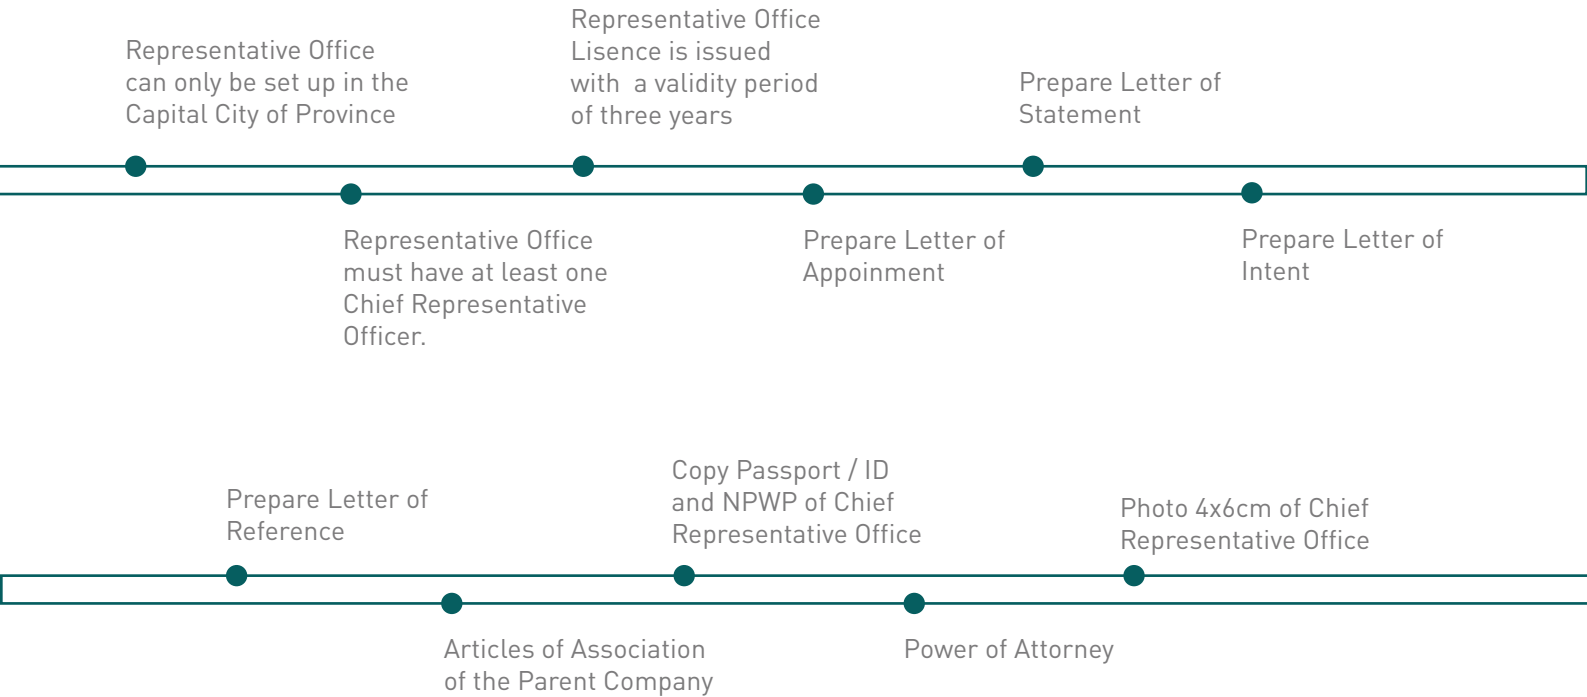 Representative Office
can only be set up in the
Capital City of Province
Representative Office
must have at least one
Chief Representative
Officer.
Representative Office
Lisence is issued
with  a validity period
of three years
Prepare Letter of
Appoinment
Prepare Letter of
Statement
Prepare Letter of
Intent
Prepare Letter of
Reference
Articles of Association
of the Parent Company
Copy Passport / ID
and NPWP of Chief
Representative Office
Power of Attorney
Photo 4x6cm of Chief
Representative Office